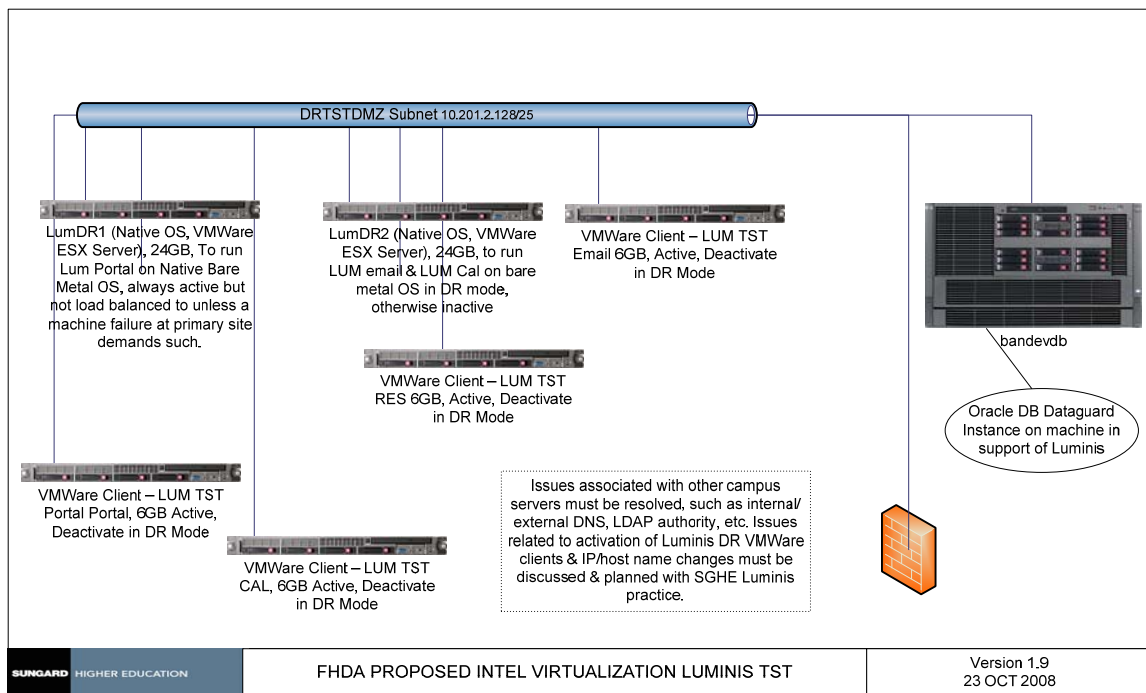 DRTSTDMZ Subnet 10.201.2.128/25
LumDR1 (Native OS, VMWare
ESX Server), 24GB, To run
Lum Portal on Native Bare
Metal OS, always active but
not load balanced to unless a
machine failure at primary site
demands such.
LumDR2 (Native OS, VMWare
ESX Server), 24GB, to run
LUM email & LUM Cal on bare
metal OS in DR mode,
otherwise inactive
VMWare Client – LUM TST
Email 6GB, Active, Deactivate
in DR Mode
bandevdb
VMWare Client – LUM TST
RES 6GB, Active, Deactivate
in DR Mode
Oracle DB Dataguard
Instance on machine in
support of Luminis
VMWare Client – LUM TST
Portal Portal, 6GB Active,
Deactivate in DR Mode
VMWare Client – LUM TST
CAL, 6GB Active, Deactivate
in DR Mode
Issues associated with other campus
servers must be resolved, such as internal/
external DNS, LDAP authority, etc. Issues
related to activation of Luminis DR VMWare
clients & IP/host name changes must be
discussed & planned with SGHE Luminis
practice.
SUNGARD HIGHER EDUCATION
FHDA PROPOSED INTEL VIRTUALIZATION LUMINIS TST
Version 1.9
23 OCT 2008